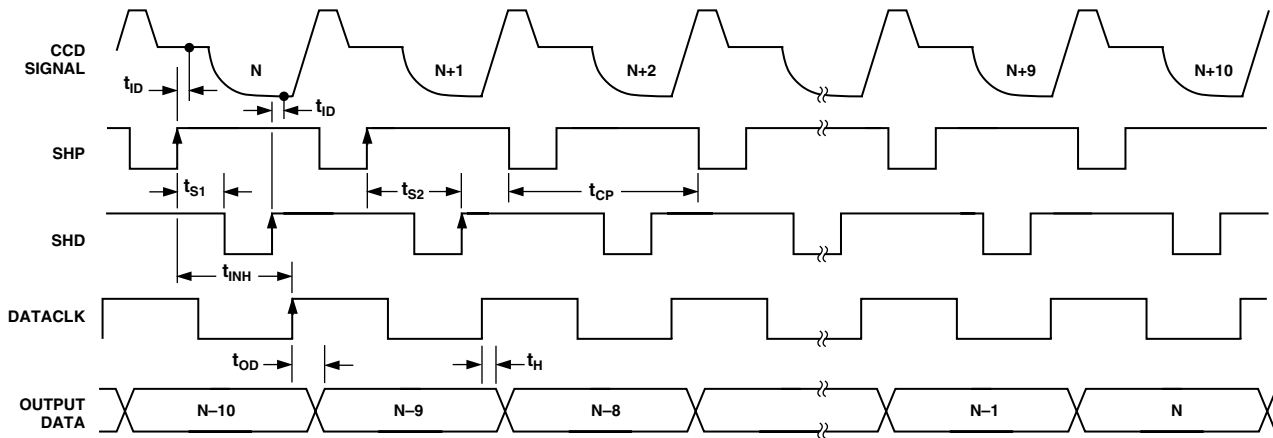 CCD
SIGNAL
N
N+1
N+2
N+9
N+10
tID
tID
SHP
tS1
tS2
tCP
SHD
tINH
DATACLK
tOD
tH
OUTPUT
DATA
N–10
N–9
N–8
N–1
N